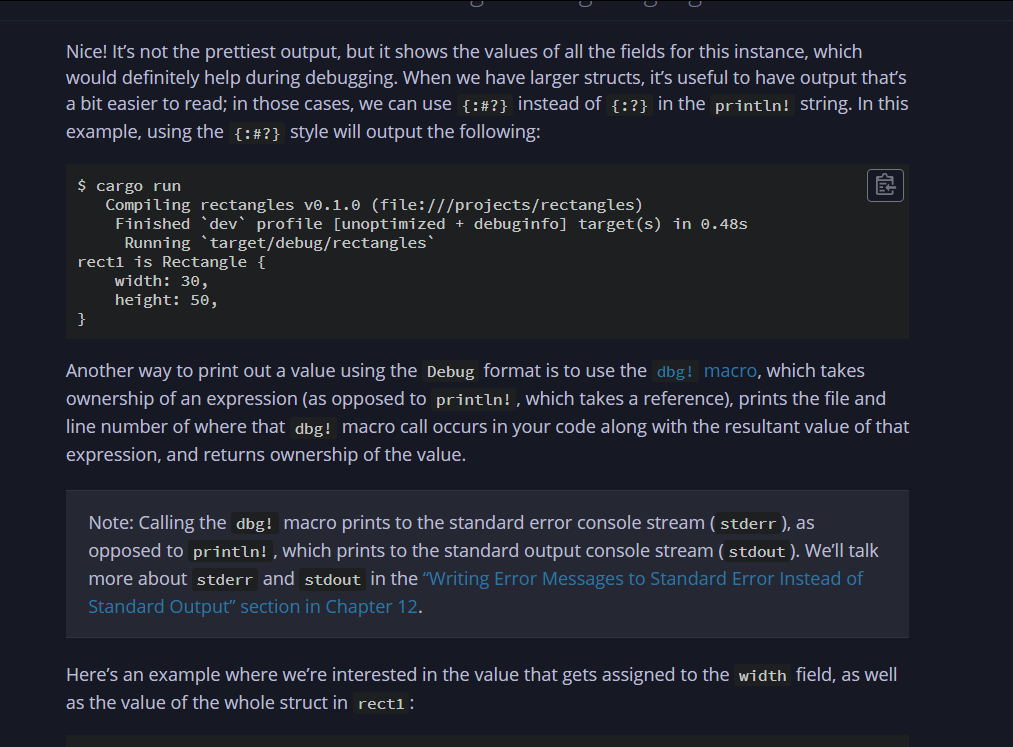 Nice! It’s not the prettiest output, but it shows the values of all the fields for this instance, which
would definitely help during debugging. When we have larger structs, it’s useful to have output that’s
a bit easier to read; in those cases, we can use {:#?} instead of {:?} in the println! string. In this
example, using the {:#?} style will output the following:
$ cargo run
   Compiling rectangles v0.1.0 (file:///projects/rectangles)
    Finished `dev` profile [unoptimized + debuginfo] target(s) in 0.48s
     Running `target/debug/rectangles`
rect1 is Rectangle {
    width: 30,
    height: 50,
}
Another way to print out a value using the Debug format is to use the dbg! macro, which takes
ownership of an expression (as opposed to println!, which takes a reference), prints the file and
line number of where that dbg! macro call occurs in your code along with the resultant value of that
expression, and returns ownership of the value.
Note: Calling the dbg! macro prints to the standard error console stream (stderr), as
opposed to println!, which prints to the standard output console stream (stdout). We’ll talk
more about stderr and stdout in the “Writing Error Messages to Standard Error Instead of
Standard Output” section in Chapter 12.
Here’s an example where we’re interested in the value that gets assigned to the width field, as well
as the value of the whole struct in rect1: